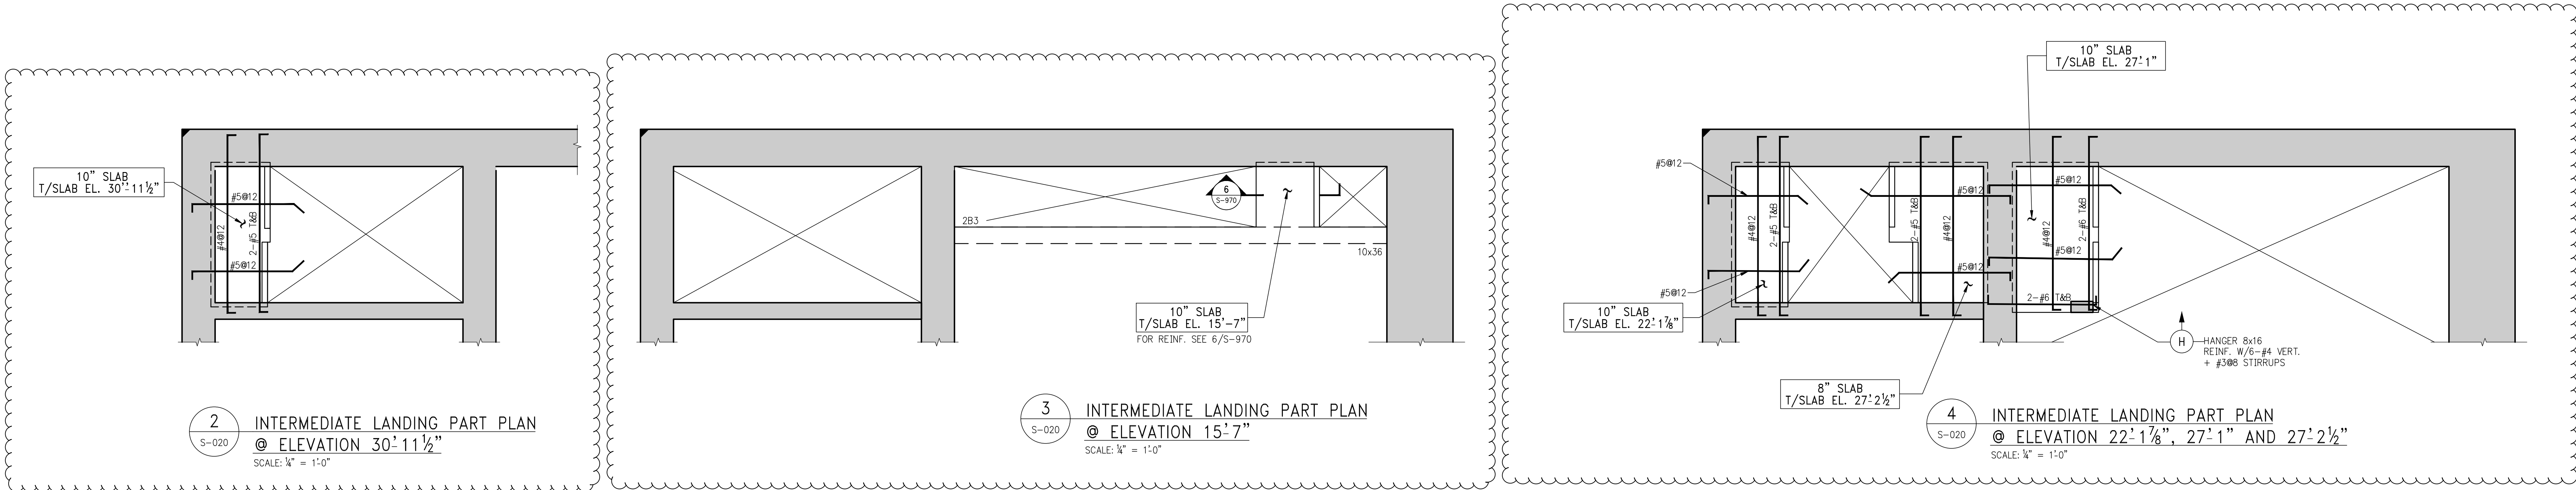 10" SLAB
T/SLAB EL. 30'-11½"
#5@12
#4@12
2-#5 T&B
#5@12
2
S-020
INTERMEDIATE LANDING PART PLAN
@ ELEVATION 30'-11½"
SCALE: ¼" = 1'-0"
2B3
6
S-970
10x36
10" SLAB
T/SLAB EL. 15'-7"
FOR REINF. SEE 6/S-970
3
S-020
INTERMEDIATE LANDING PART PLAN
@ ELEVATION 15'-7"
SCALE: ¼" = 1'-0"
10" SLAB
T/SLAB EL. 27'-1"
#5@12
#4@12
2-#5 T&B
#5@12
10" SLAB
T/SLAB EL. 22'-1⅞"
#5@12
2-#5 T&B
#4@12
#5@12
8" SLAB
T/SLAB EL. 27'-2½"
#5@12
#4@12
2-#6 T&B
#5@12
2-#6 T&B
H
HANGER 8x16
REINF. W/6-#4 VERT.
+ #3@8 STIRRUPS
4
S-020
INTERMEDIATE LANDING PART PLAN
@ ELEVATION 22'-1⅞", 27'-1" AND 27'-2½"
SCALE: ¼" = 1'-0"